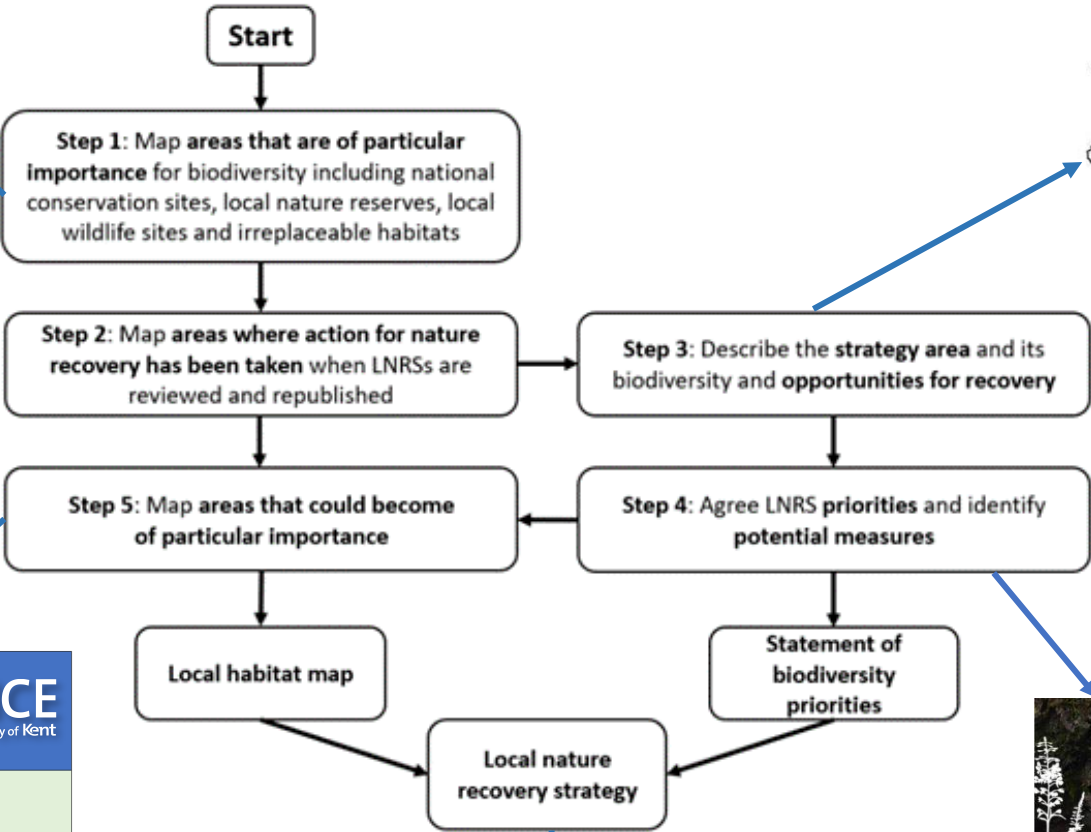 Start
Step 1: Map areas that are of particular
importance for biodiversity including national
conservation sites, local nature reserves, local
wildlife sites and irreplaceable habitats
Step 2: Map areas where action for nature
recovery has been taken when LNRSs are
reviewed and republished
Step 3: Describe the strategy area and its
biodiversity and opportunities for recovery
Step 5: Map areas that could become
of particular importance
Step 4: Agree LNRS priorities and identify
potential measures
Local habitat map
Statement of
biodiversity
priorities
CE
y of Kent
Local nature
recovery strategy